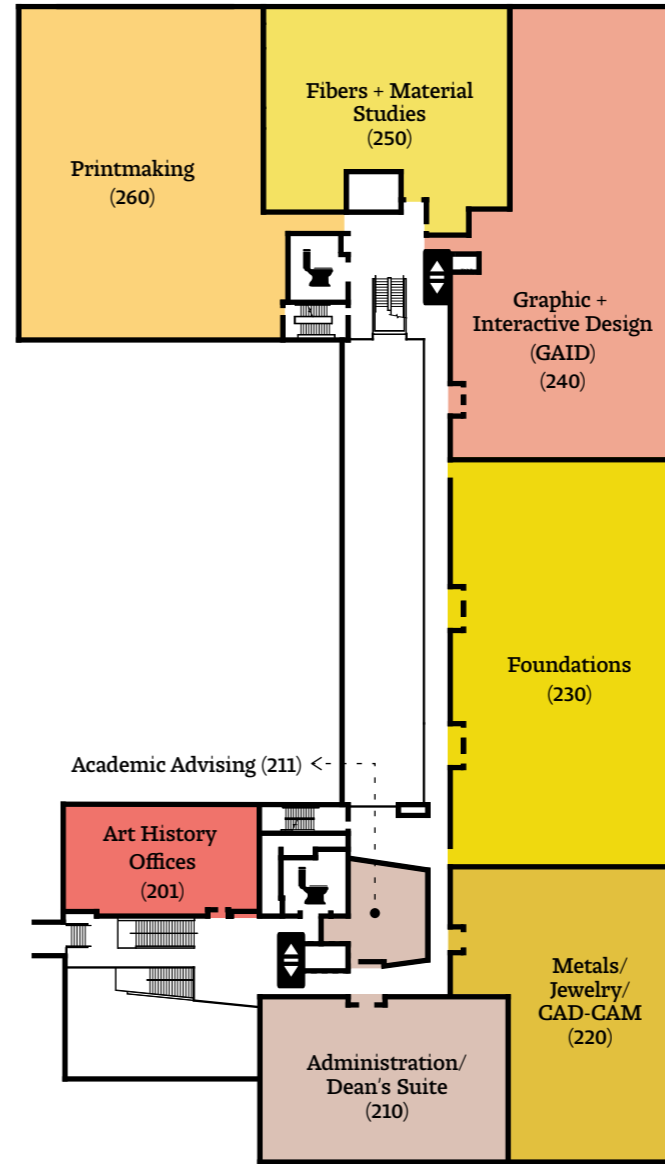 Fibers + Material
Studies
(250)
Printmaking
(260)
Graphic +
Interactive Design
(GAID)
(240)
Foundations
(230)
Academic Advising (211)
Art History
Offices
(201)
Metals/
Jewelry/
CAD-CAM
(220)
Administration/
Dean's Suite
(210)